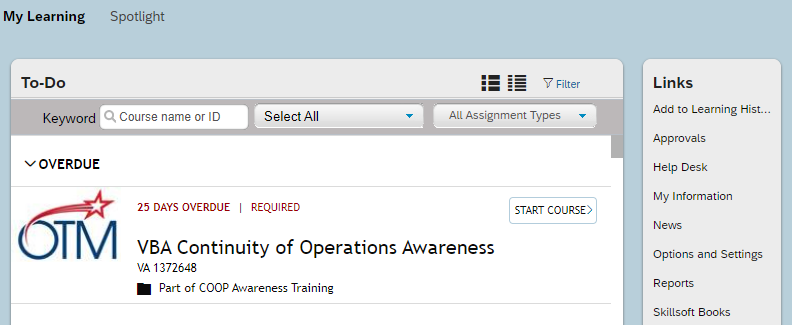 My Learning Spotlight
To-Do
Filter
Keyword Course name or ID Select All All Assignment Types
OVERDUE
OTM
25 DAYS OVERDUE | REQUIRED
START COURSE
VBA Continuity of Operations Awareness
VA 1372648
Part of COOP Awareness Training
Links
Add to Learning Hist...
Approvals
Help Desk
My Information
News
Options and Settings
Reports
Skillsoft Books